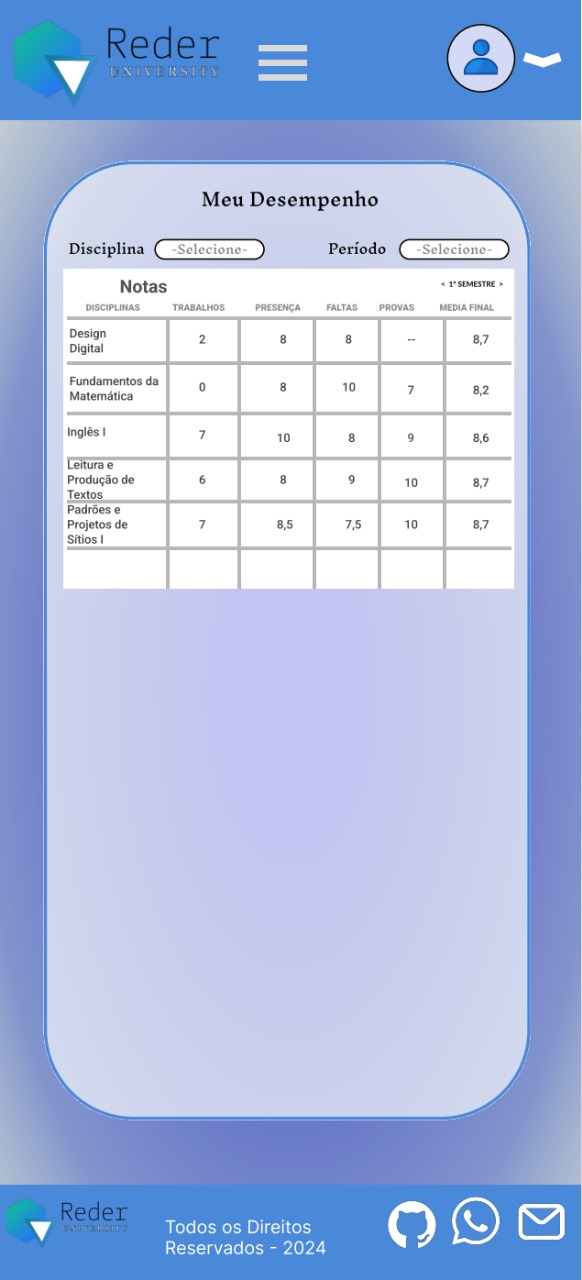 Reder
UNIVERSITY
Meu Desempenho
Disciplina -Selecione- Período -Selecione-
Notas < 1º SEMESTRE >
DISCIPLINAS TRABALHOS PRESENÇA FALTAS PROVAS MEDIA FINAL
Design
Digital 2 8 8 -- 8,7
Fundamentos da
Matemática 0 8 10 7 8,2
Inglês I 7 10 8 9 8,6
Leitura e
Produção de 6 8 9 10 8,7
Textos
Padrões e
Projetos de 7 8,5 7,5 10 8,7
Sítios I
Reder
UNIVERSITY
Todos os Direitos
Reservados - 2024